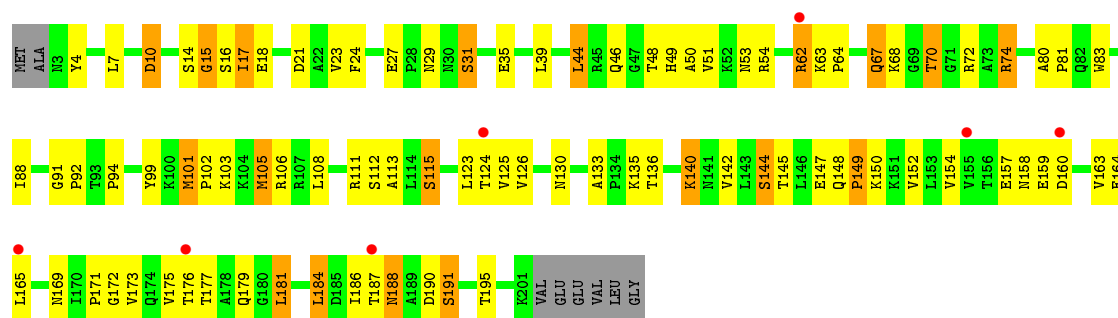 MET ALA N3 Y4 L7 D10 S14 G15 S16 I17 E18 D21 A22 V23 F24 E27 P28 N29 N30 S31 E35 L39 L44 R45 Q46 G47 T48 H49 A50 V51 K52 N53 R54 R62 K63 P64 Q67 K68 G69 T70 G71 R72 A73 R74 A80 P81 Q82 W83
I88 G91 P92 T93 P94 Y99 K100 M101 P102 K103 K104 M105 R106 R107 L108 R111 S112 A113 L114 S115 L123 T124 V125 V126 N130 A133 P134 K135 T136 K140 N141 V142 L143 S144 T145 L146 E147 Q148 P149 K150 K151 V152 L153 V154 V155 T156 E157 N158 E159 D160 V163
L165 N169 I170 P171 G172 V173 Q174 V175 T176 T177 A178 Q179 G180 L181 L184 D185 I186 T187 N188 A189 D190 S191 T195 K201 VAL GLU GLU VAL LEU GLY